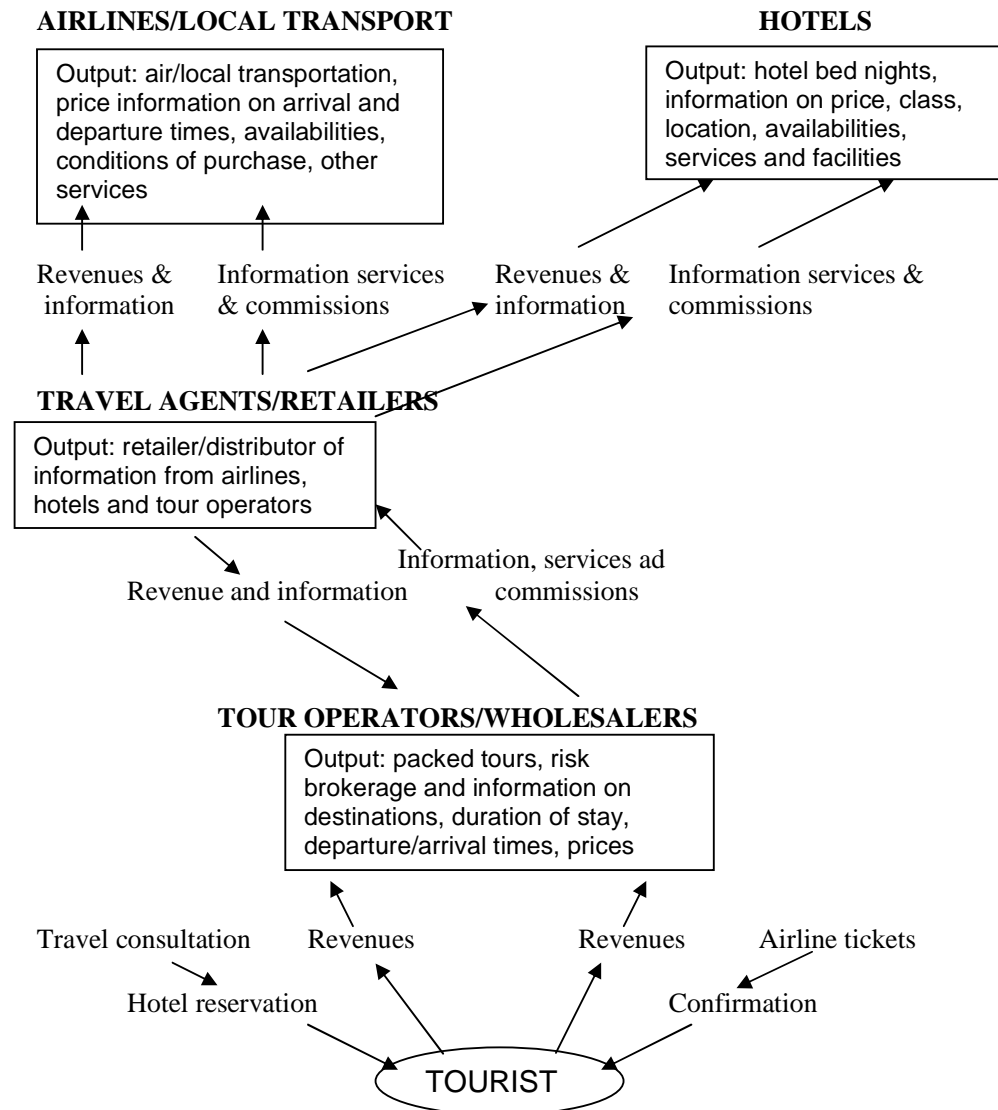 AIRLINES/LOCAL TRANSPORT
Output: air/local transportation,
price information on arrival and
departure times, availabilities,
conditions of purchase, other
services
HOTELS
Output: hotel bed nights,
information on price, class,
location, availabilities,
services and facilities
Revenues &
information
Information services
& commissions
Revenues &
information
Information services &
commissions
TRAVEL AGENTS/RETAILERS
Output: retailer/distributor of
information from airlines,
hotels and tour operators
Revenue and information
Information, services ad
commissions
TOUR OPERATORS/WHOLESALERS
Output: packed tours, risk
brokerage and information on
destinations, duration of stay,
departure/arrival times, prices
Travel consultation
Revenues
Revenues
Airline tickets
Hotel reservation
Confirmation
TOURIST